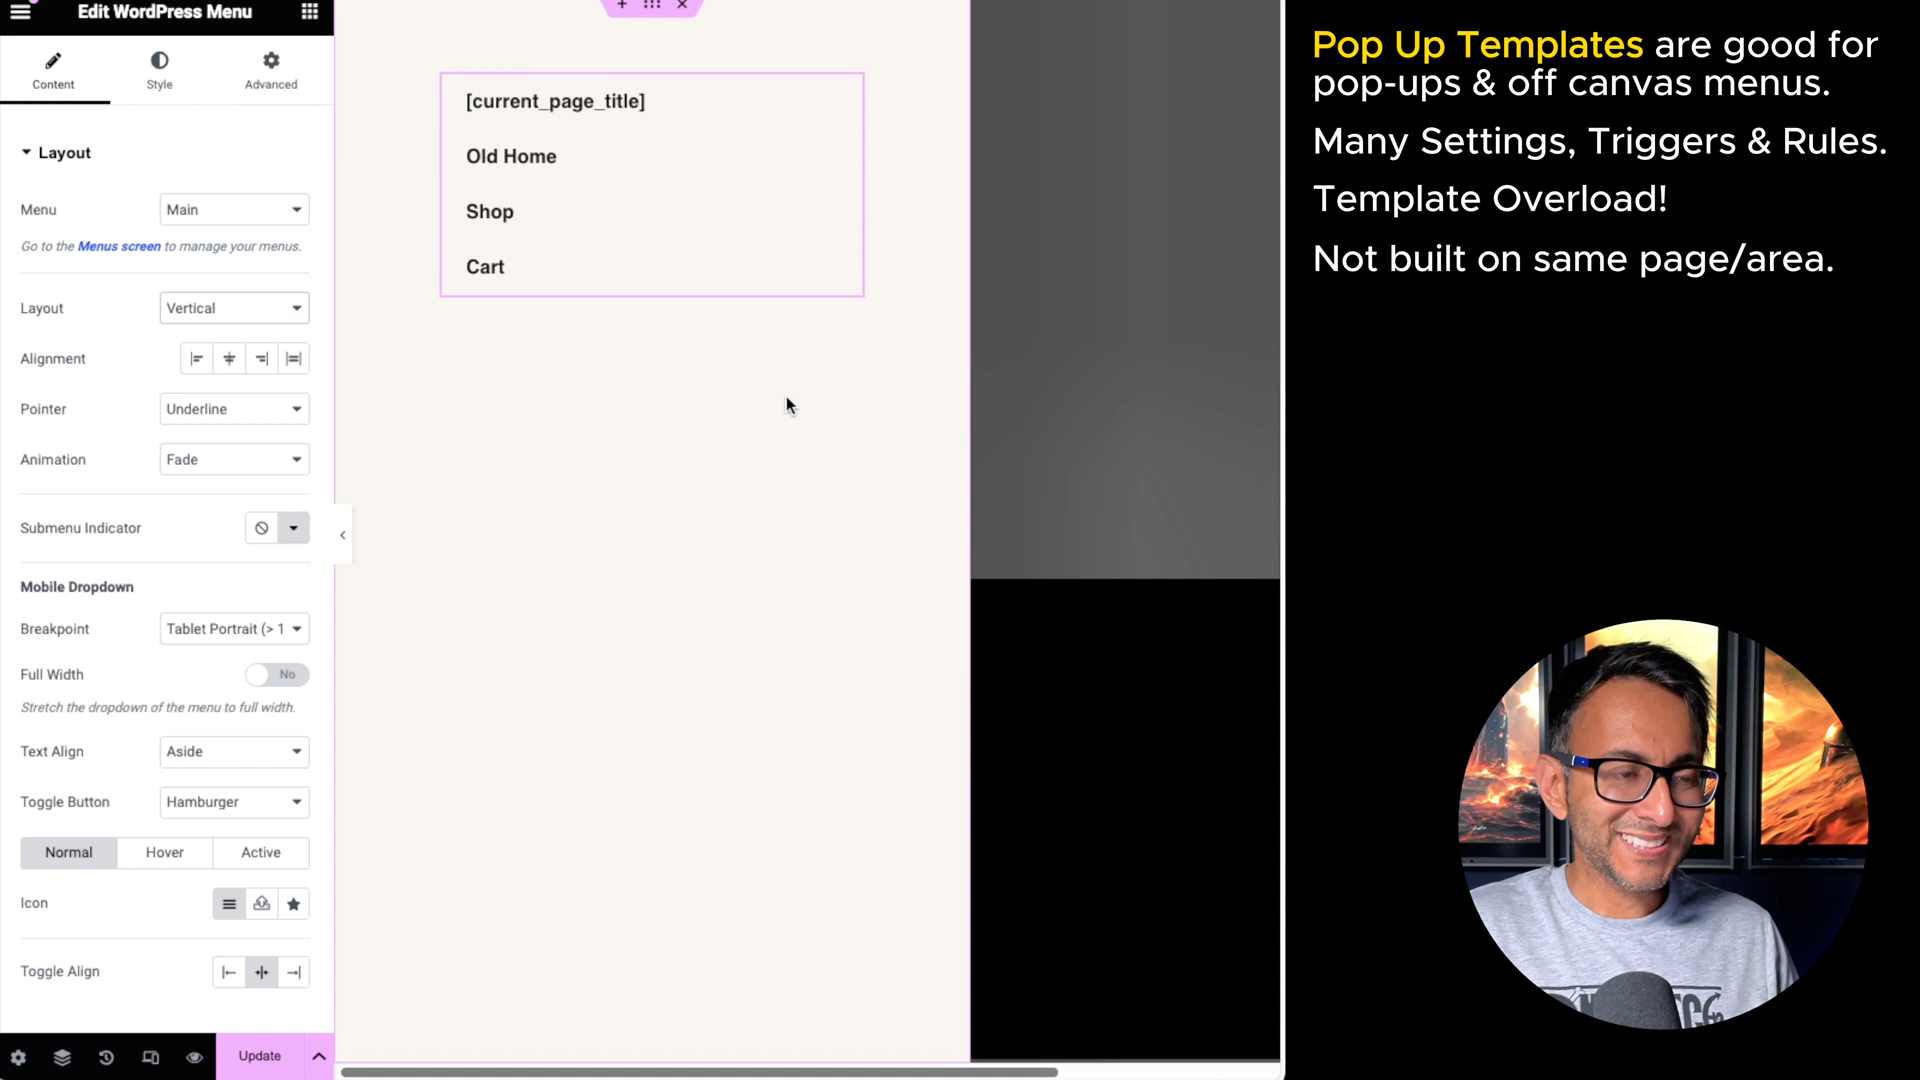 Edit WordPress Menu
Content
Style
Advanced
Layout
Menu
Main
Go to the Menus screen to manage your menus.
Layout
Vertical
Alignment
Pointer
Underline
Animation
Fade
Submenu Indicator
Mobile Dropdown
Breakpoint
Tablet Portrait (> 1
Full Width
No
Stretch the dropdown of the menu to full width.
Text Align
Aside
Toggle Button
Hamburger
Normal
Hover
Active
Icon
Toggle Align
Update
[current_page_title]
Old Home
Shop
Cart
Pop Up Templates are good for
pop-ups & off canvas menus.
Many Settings, Triggers & Rules.
Template Overload!
Not built on same page/area.